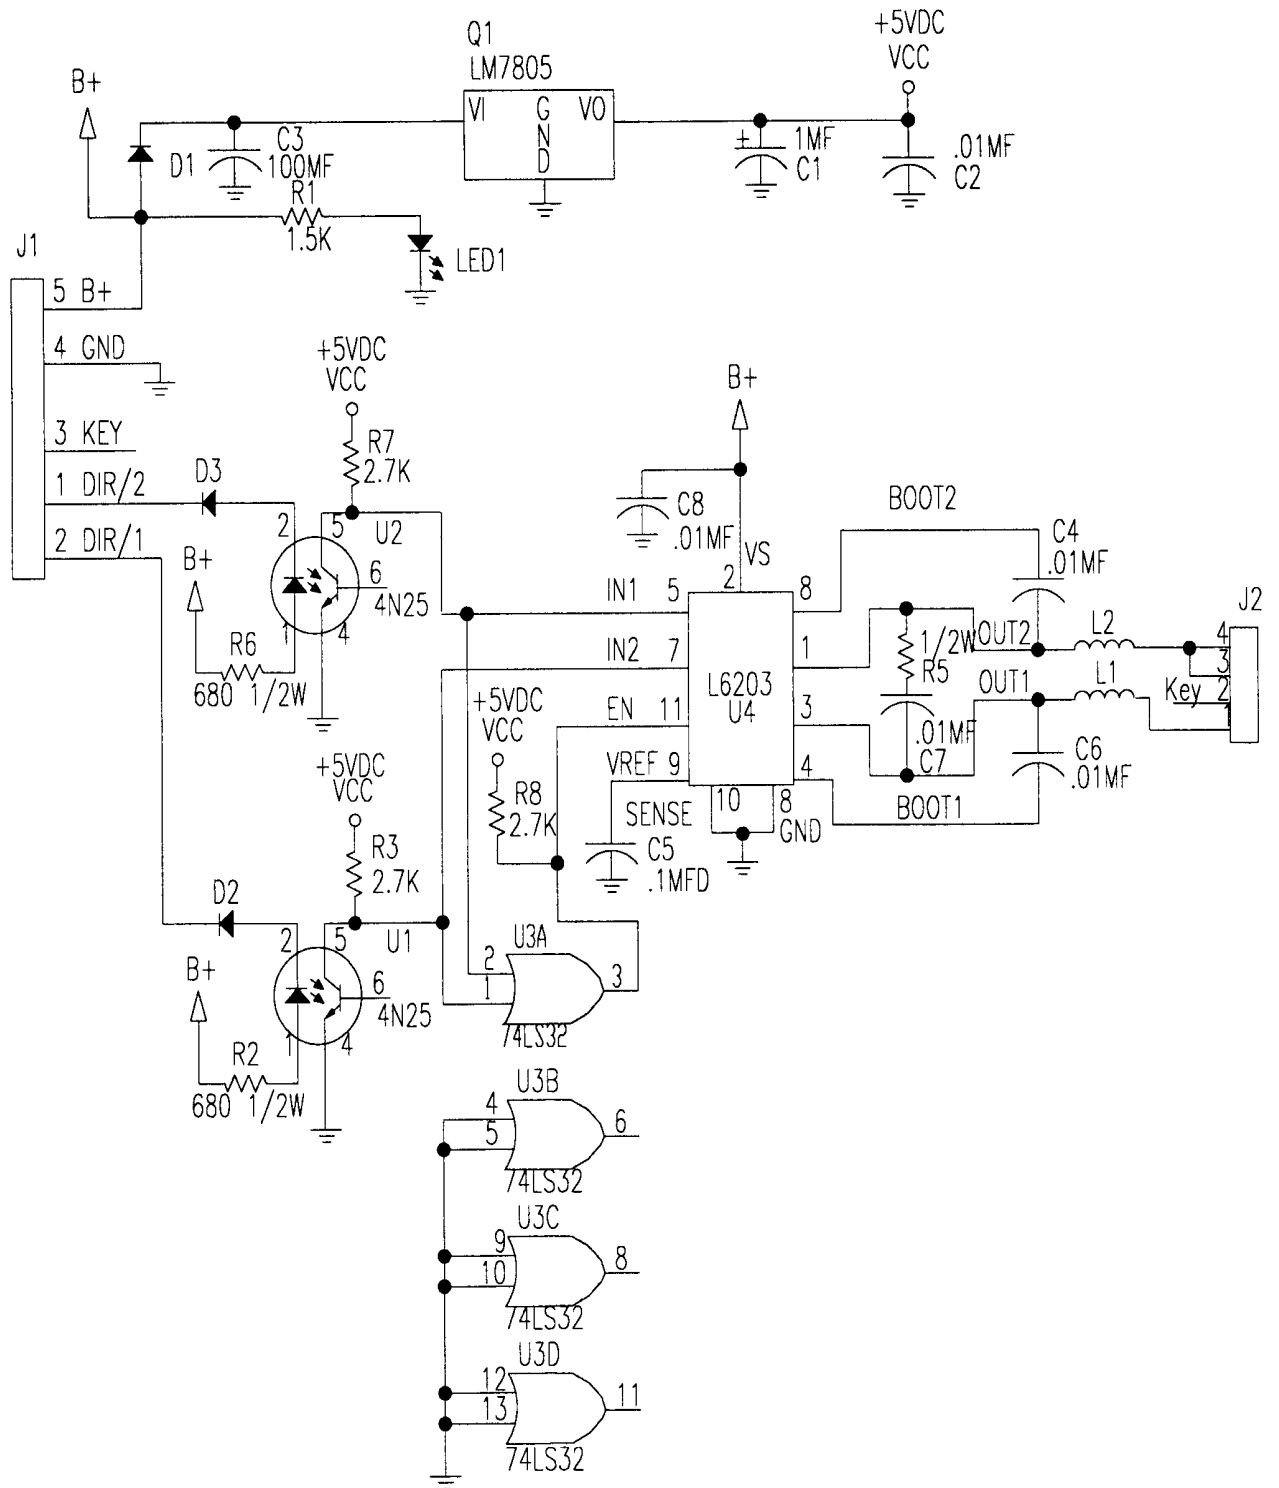 Q1
LM7805
VI
G
N
D
VO
+5VDC
VCC
B+
D1
C3
100MF
1MF
C1
.01MF
C2
R1
1.5K
LED1
J1
5 B+
4 GND
3 KEY
1 DIR/2
2 DIR/1
+5VDC
VCC
R7
2.7K
D3
2
5
U2
6
4N25
1
4
B+
R6
680 1/2W
B+
C8
.01MF
VS
2
IN1 5
IN2 7
EN 11
VREF 9
L6203
U4
8
1
3
4
10
8
SENSE
GND
BOOT2
C4
.01MF
1/2W
R5
OUT2
OUT1
.01MF
C7
BOOT1
C6
.01MF
L2
L1
J2
4
3
Key 2
1
+5VDC
VCC
R8
2.7K
C5
.1MFD
+5VDC
VCC
R3
2.7K
D2
2
5
U1
6
4N25
1
4
B+
R2
680 1/2W
U3A
2
1
3
74LS32
U3B
4
5
6
74LS32
U3C
9
10
8
74LS32
U3D
12
13
11
74LS32